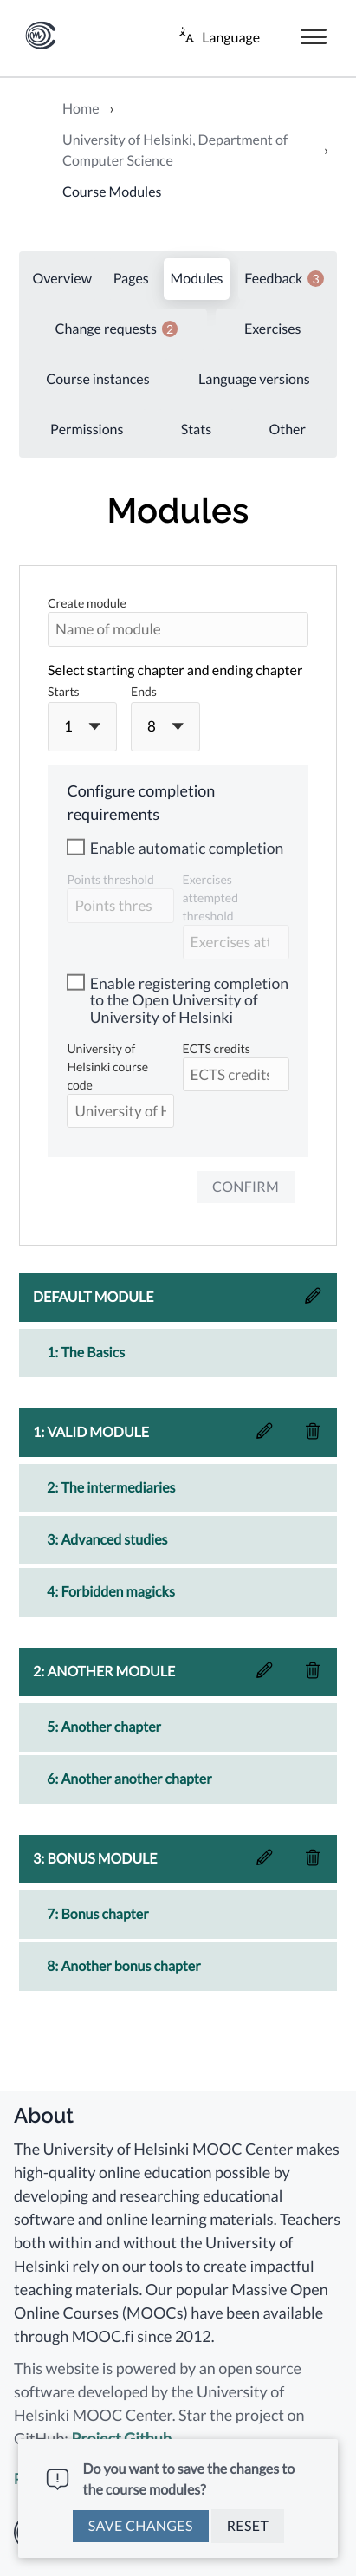 Language
Home ›
University of Helsinki, Department of
Computer Science ›
Course Modules
Overview Pages Modules Feedback 3
Change requests 2 Exercises
Course instances Language versions
Permissions Stats Other
Modules
Create module
Name of module
Select starting chapter and ending chapter
Starts Ends
1 8
Configure completion
requirements
Enable automatic completion
Points threshold Exercises
attempted
threshold
Points thres
Exercises at
Enable registering completion
to the Open University of
University of Helsinki
University of
Helsinki course
code
ECTS credits
ECTS credits
University of H
CONFIRM
DEFAULT MODULE
1: The Basics
1: VALID MODULE
2: The intermediaries
3: Advanced studies
4: Forbidden magicks
2: ANOTHER MODULE
5: Another chapter
6: Another another chapter
3: BONUS MODULE
7: Bonus chapter
8: Another bonus chapter
About
The University of Helsinki MOOC Center makes
high-quality online education possible by
developing and researching educational
software and online learning materials. Teachers
both within and without the University of
Helsinki rely on our tools to create impactful
teaching materials. Our popular Massive Open
Online Courses (MOOCs) have been available
through MOOC.fi since 2012.
This website is powered by an open source
software developed by the University of
Helsinki MOOC Center. Star the project on
GitHub: Project Github
Do you want to save the changes to
the course modules?
SAVE CHANGES RESET